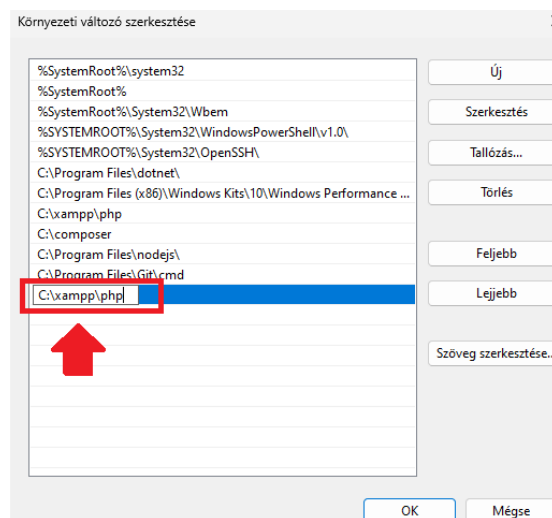 Környezeti változó szerkesztése
%SystemRoot%\system32
%SystemRoot%
%SystemRoot%\System32\Wbem
%SYSTEMROOT%\System32\WindowsPowerShell\v1.0\
%SYSTEMROOT%\System32\OpenSSH\
C:\Program Files\dotnet\
C:\Program Files (x86)\Windows Kits\10\Windows Performance ...
C:\xampp\php
C:\composer
C:\Program Files\nodejs\
C:\Program Files\Git\cmd
C:\xampp\php
Új
Szerkesztés
Tallózás...
Törlés
Feljebb
Lejjebb
Szöveg szerkesztése..
OK
Mégse